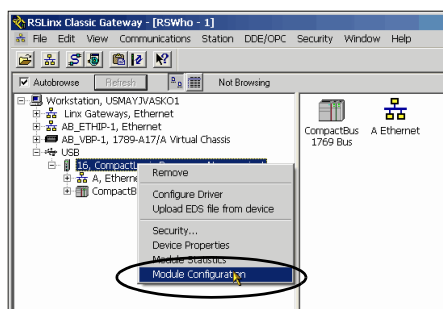 RSLinx Classic Gateway - [RSWho - 1]
File Edit View Communications Station DDE/OPC Security Window Help
Autobrowse Refresh Not Browsing
Workstation, USMAYJVASKO1
Linx Gateways, Ethernet
AB_ETHIP-1, Ethernet
AB_VBP-1, 1789-A17/A Virtual Chassis
USB
16,
A, Etherne
CompactB
Remove
Configure Driver
Upload EDS file from device
Security...
Device Properties
Module Statistics
Module Configuration
CompactBus
1769 Bus
A Ethernet